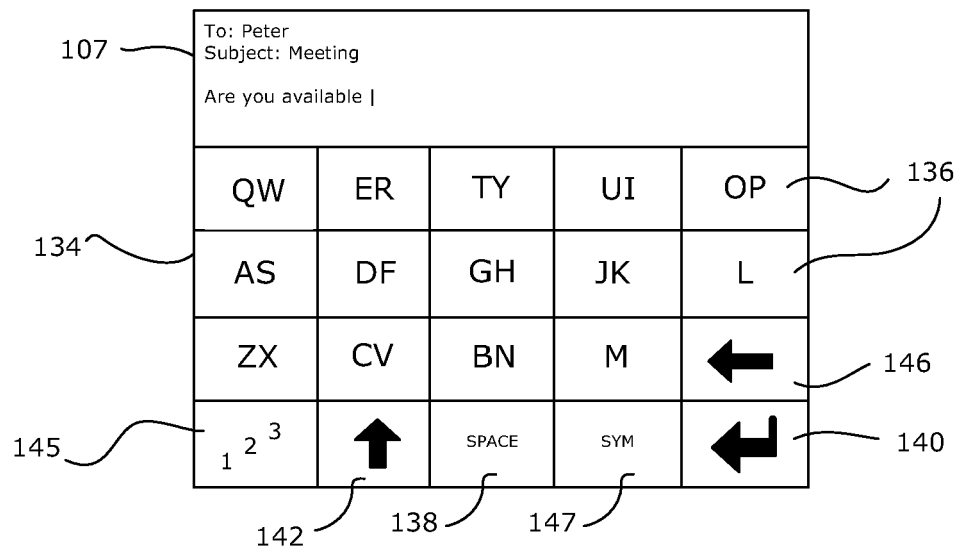 To: Peter
107
Subject: Meeting
Are you available |
QW ER TY UI OP 136
134
AS DF GH JK L
ZX CV BN M
146
145 1 2 3 SPACE SYM 140
142 138 147